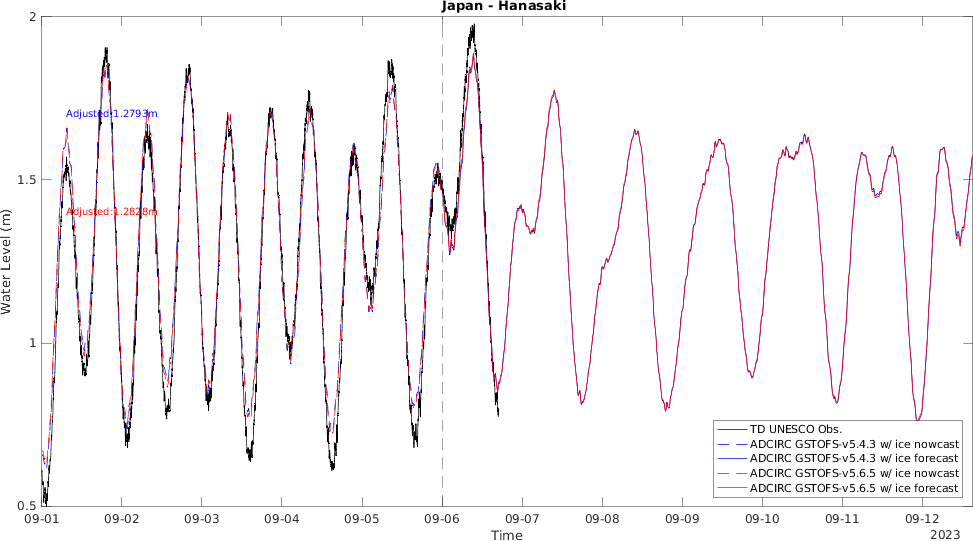 Japan - Hanasaki
2
1.5
1
0.5
Water Level (m)
Adjusted:1.2793m
Adjusted:1.2828m
TD UNESCO Obs.
ADCIRC GSTOFS-v5.4.3 w/ ice nowcast
ADCIRC GSTOFS-v5.4.3 w/ ice forecast
ADCIRC GSTOFS-v5.6.5 w/ ice nowcast
ADCIRC GSTOFS-v5.6.5 w/ ice forecast
09-01 09-02 09-03 09-04 09-05 09-06 09-07 09-08 09-09 09-10 09-11 09-12
Time
2023